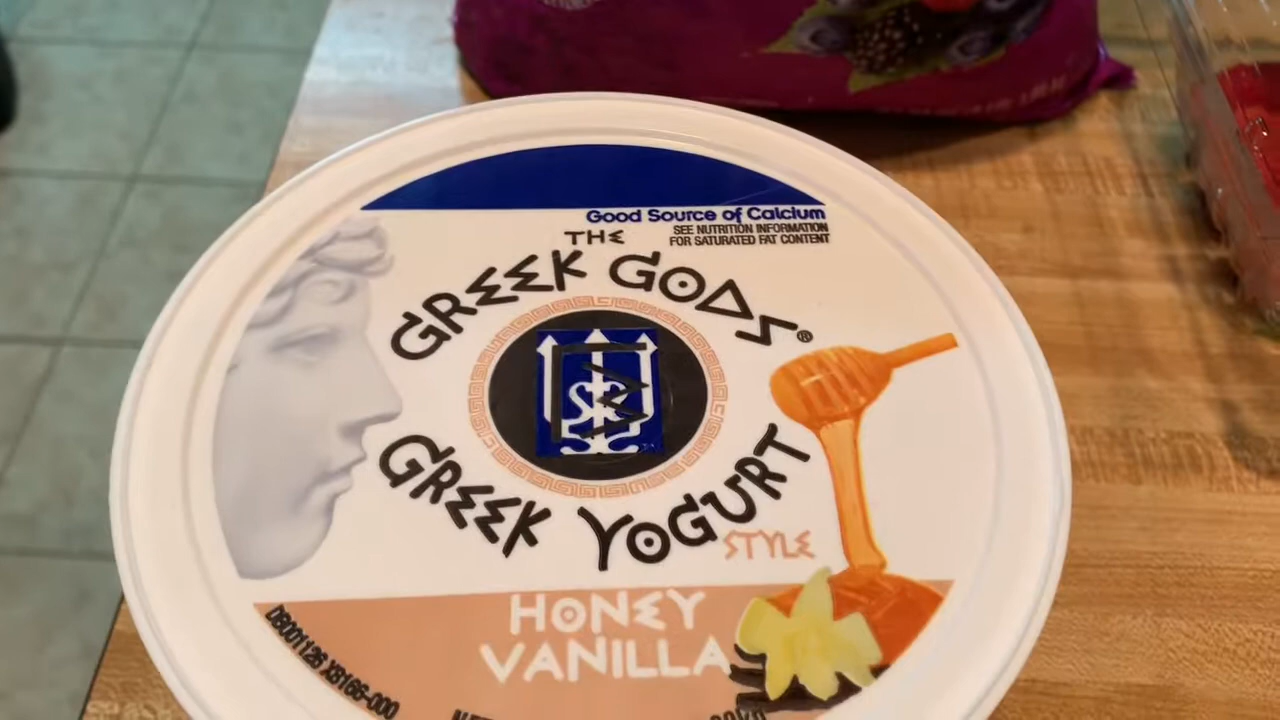 Good Source of Calcium
SEE NUTRITION INFORMATION
FOR SATURATED FAT CONTENT
THE
GREEK GODS®
GREEK YOGURT
STYLE
HONEY
VANILLA